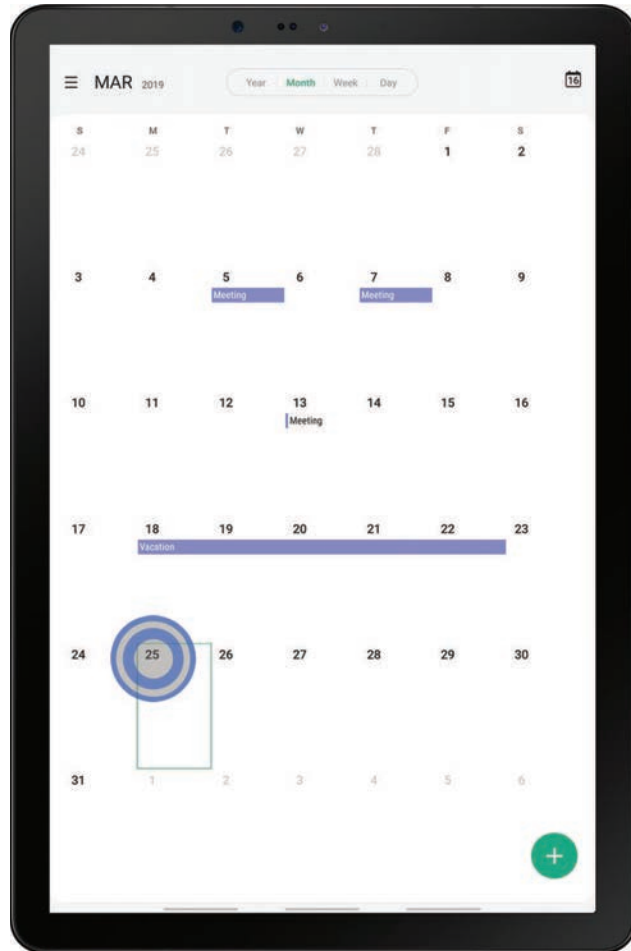 MAR 2019 Year Month Week Day 16
S M T W T F S
24 25 26 27 28 1 2
3 4 5 6 7 8 9
Meeting Meeting
10 11 12 13 14 15 16
Meeting
17 18 19 20 21 22 23
Vacation
24 25 26 27 28 29 30
31 1 2 3 4 5 6